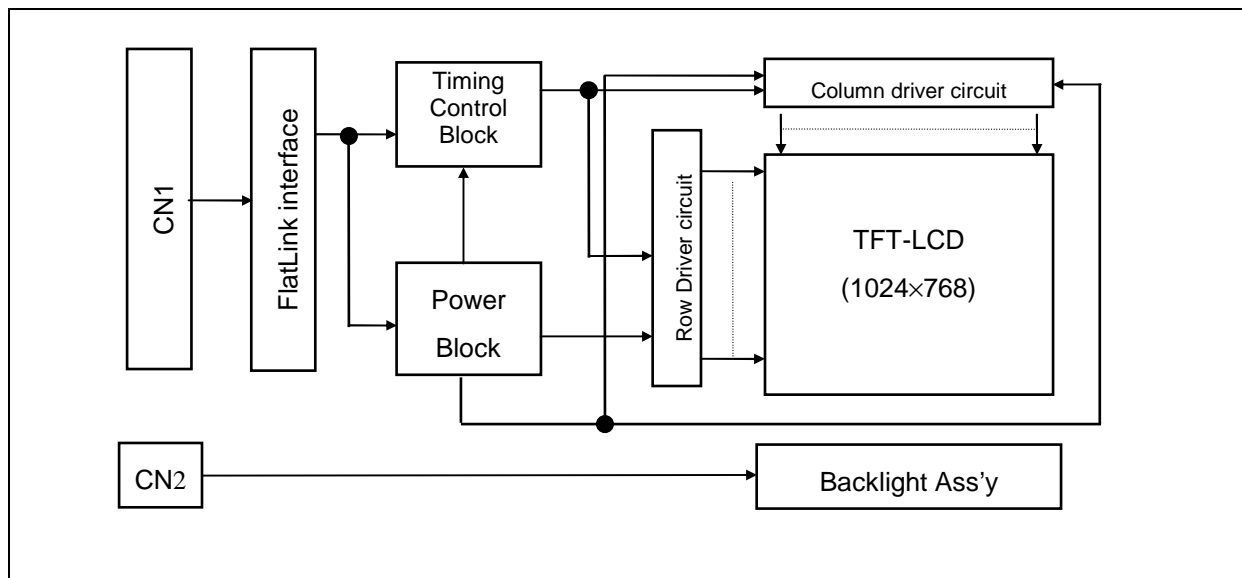 CN1
FlatLink interface
Timing
Control
Block
Power
Block
Row Driver circuit
Column driver circuit
TFT-LCD
(1024×768)
CN2
Backlight Ass'y